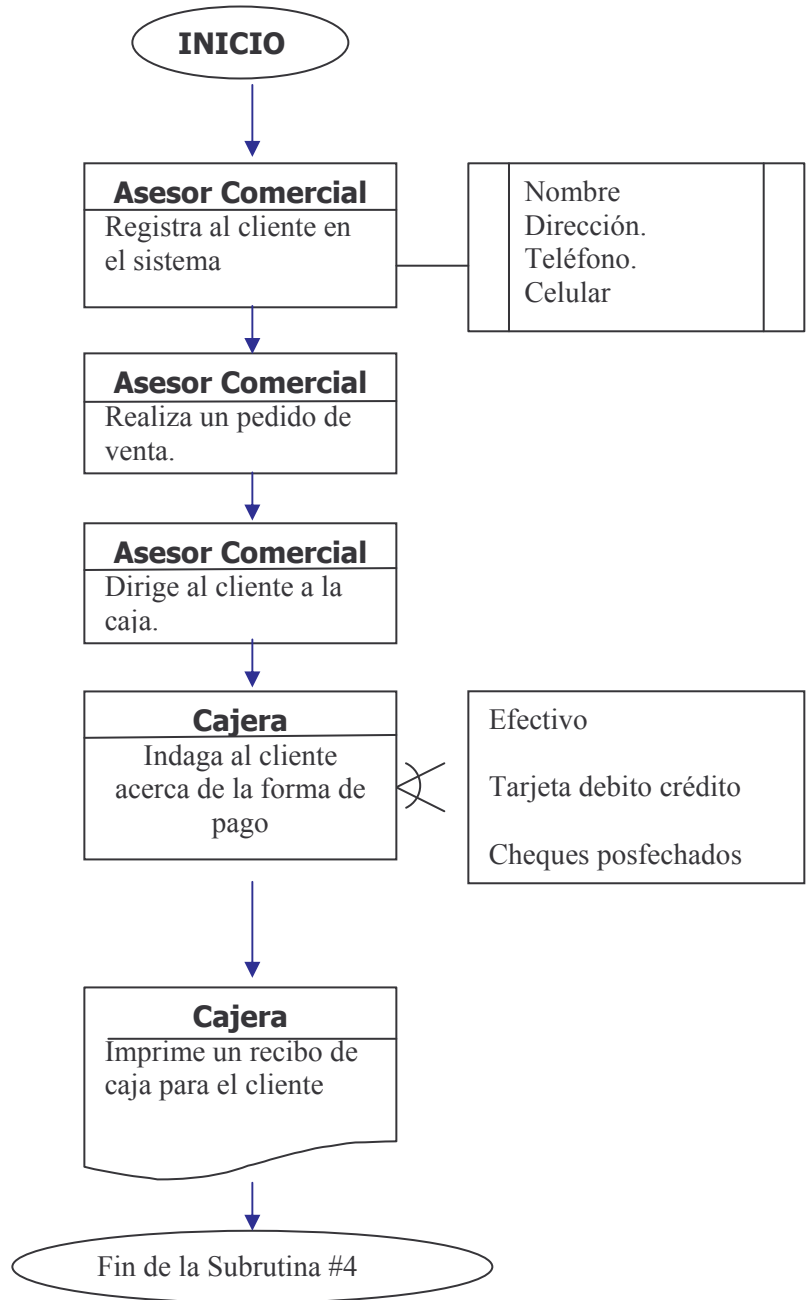 INICIO
Asesor Comercial
Registra al cliente en
el sistema
Nombre
Dirección.
Teléfono.
Celular
Asesor Comercial
Realiza un pedido de
venta.
Asesor Comercial
Dirige al cliente a la
caja.
Cajera
Indaga al cliente
acerca de la forma de
pago
Efectivo
Tarjeta debito crédito
Cheques posfechados
Cajera
Imprime un recibo de
caja para el cliente
Fin de la Subrutina #4